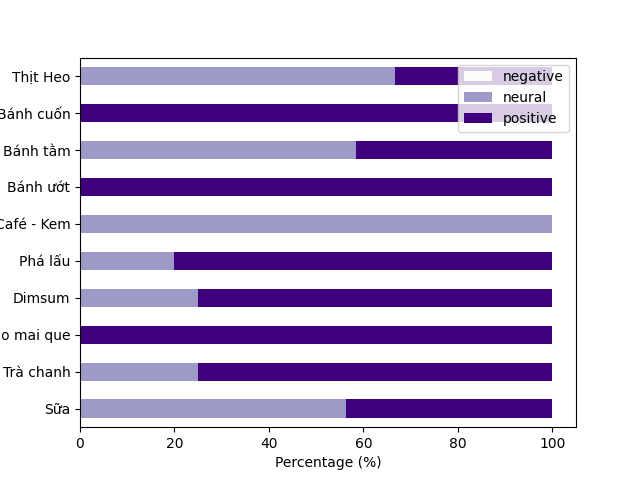 Thịt Heo
Bánh cuốn
Bánh tằm
Bánh ướt
Café - Kem
Phá lấu
Dimsum
o mai que
Trà chanh
Sữa
negative
neural
positive
0 20 40 60 80 100
Percentage (%)